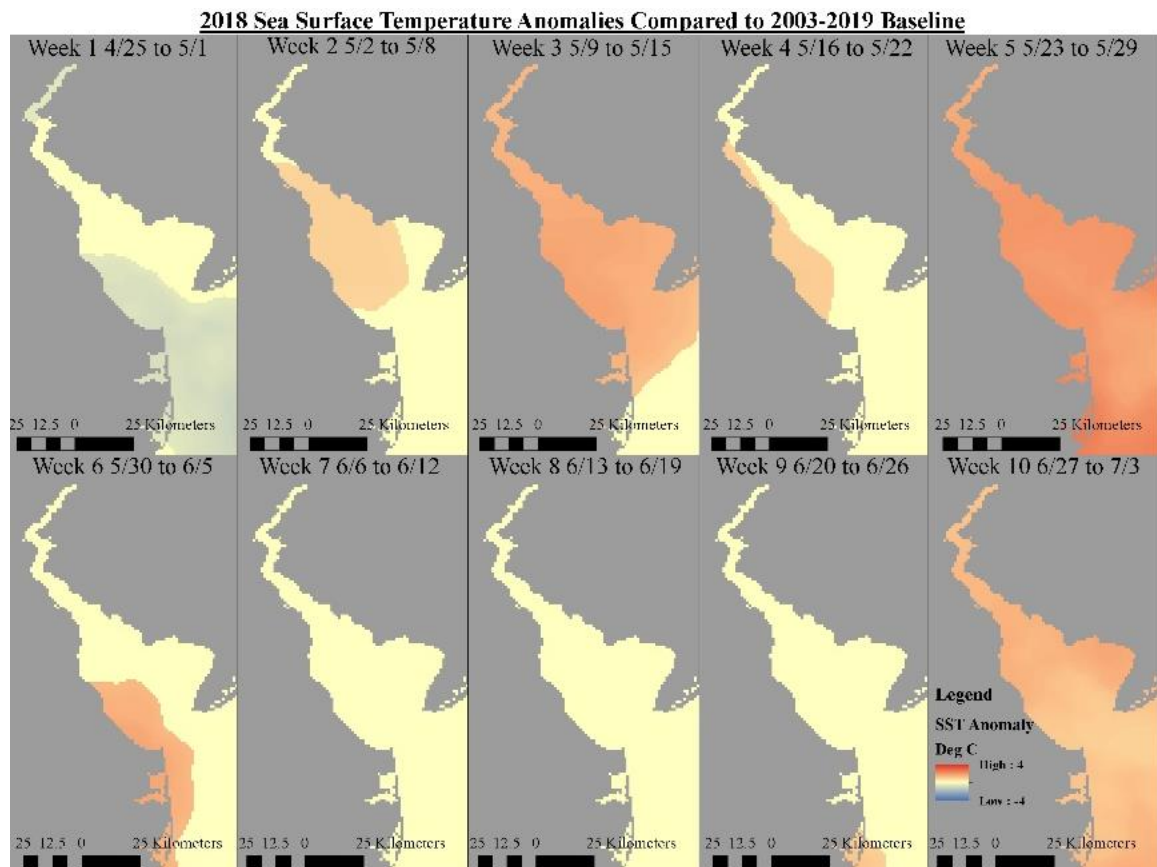 2018 Sea Surface Temperature Anomalies Compared to 2003-2019 Baseline
Week 1 4/25 to 5/1
Week 2 5/2 to 5/8
Week 3 5/9 to 5/15
Week 4 5/16 to 5/22
Week 5 5/23 to 5/29
25 12.5 0 25 Kilometers
25 12.5 0 25 Kilometers
25 12.5 0 25 Kilometers
25 12.5 0 25 Kilometers
25 12.5 0 25 Kilometers
Week 6 5/30 to 6/5
Week 7 6/6 to 6/12
Week 8 6/13 to 6/19
Week 9 6/20 to 6/26
Week 10 6/27 to 7/3
Legend
SST Anomaly
Deg C
High : 4
Low : -4
25 12.5 0 25 Kilometers
25 12.5 0 25 Kilometers
25 12.5 0 25 Kilometers
25 12.5 0 25 Kilometers
25 12.5 0 25 Kilometers